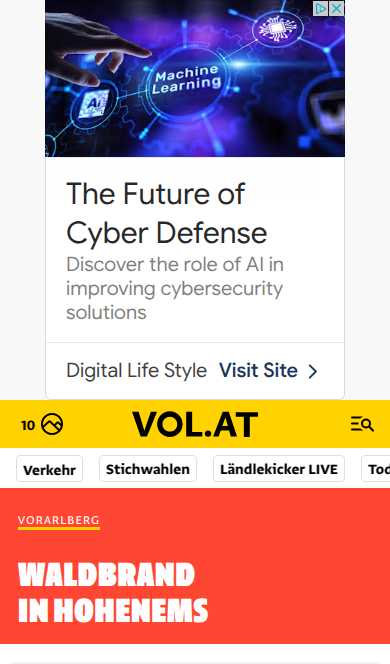 Machine
Learning
Ai
The Future of
Cyber Defense
Discover the role of AI in
improving cybersecurity
solutions
Digital Life Style Visit Site
10 VOL.AT
Verkehr Stichwahlen Ländlekicker LIVE Tod
VORARLBERG
WALDBRAND
IN HOHENEMS